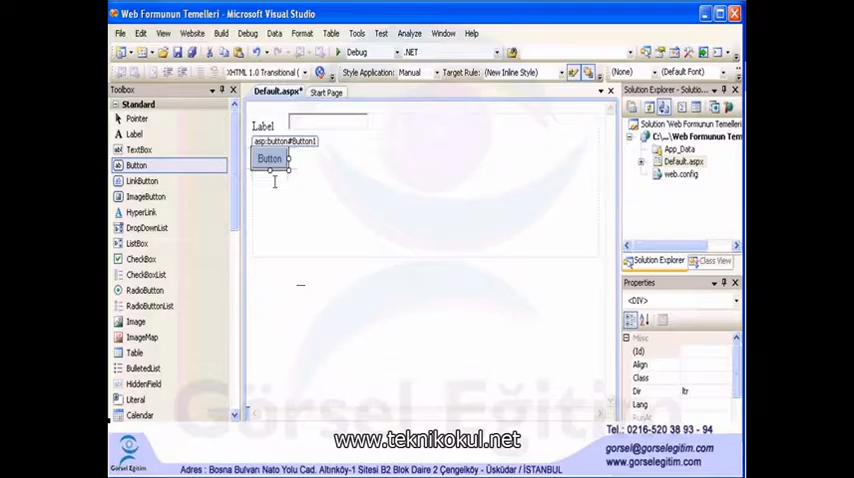 Web Formunun Temelleri - Microsoft Visual Studio
File Edit View Website Build Debug Data Format Table Tools Test Analyze Window Help
Debug .NET
XHTML 1.0 Transitional ( Style Application: Manual Target Rule: (New Inline Style) (None) (Default Font)
Toolbox
Standard
Pointer
Label
TextBox
Button
LinkButton
ImageButton
HyperLink
DropDownList
ListBox
CheckBox
CheckBoxList
RadioButton
RadioButtonList
Image
ImageMap
Table
BulletedList
HiddenField
Literal
Calendar
Default.aspx* Start Page
Label
asp:button#Button1
Button
Solution Explorer - Solutio...
Solution 'Web Formunun Temelleri
C:\...\Web Formunun Temel
App_Data
Default.aspx
web.config
Solution Explorer Class View
Properties
<DIV>
Misc
(Id)
Align
Class
Dir ltr
Lang
Görsel Eğitim
www.teknikokul.net
Tel.: 0216-520 38 93 - 94
gorsel@gorselegitim.com
www.gorselegitim.com
Görsel Eğitim
Adres : Bosna Bulvarı Nato Yolu Cad. Altınköy-1 Sitesi B2 Blok Daire 2 Çengelköy - Üsküdar / İSTANBUL